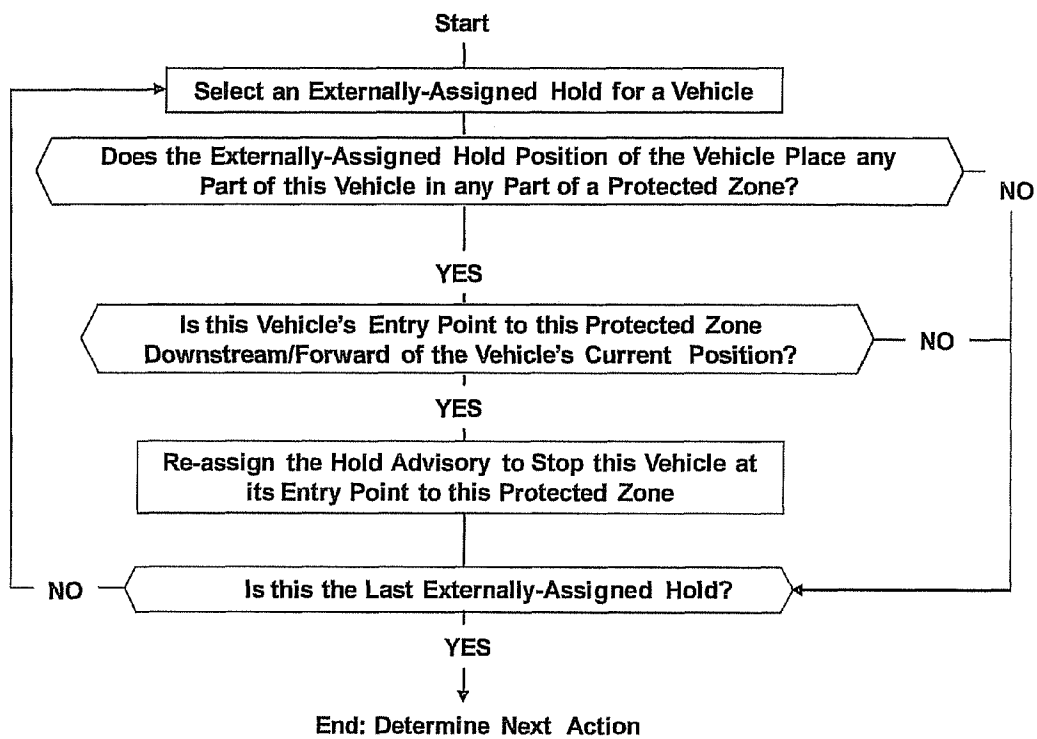 Start
Select an Externally-Assigned Hold for a Vehicle
Does the Externally-Assigned Hold Position of the Vehicle Place any
Part of this Vehicle in any Part of a Protected Zone?
NO
YES
Is this Vehicle's Entry Point to this Protected Zone
Downstream/Forward of the Vehicle's Current Position?
NO
YES
Re-assign the Hold Advisory to Stop this Vehicle at
its Entry Point to this Protected Zone
NO
Is this the Last Externally-Assigned Hold?
YES
End: Determine Next Action